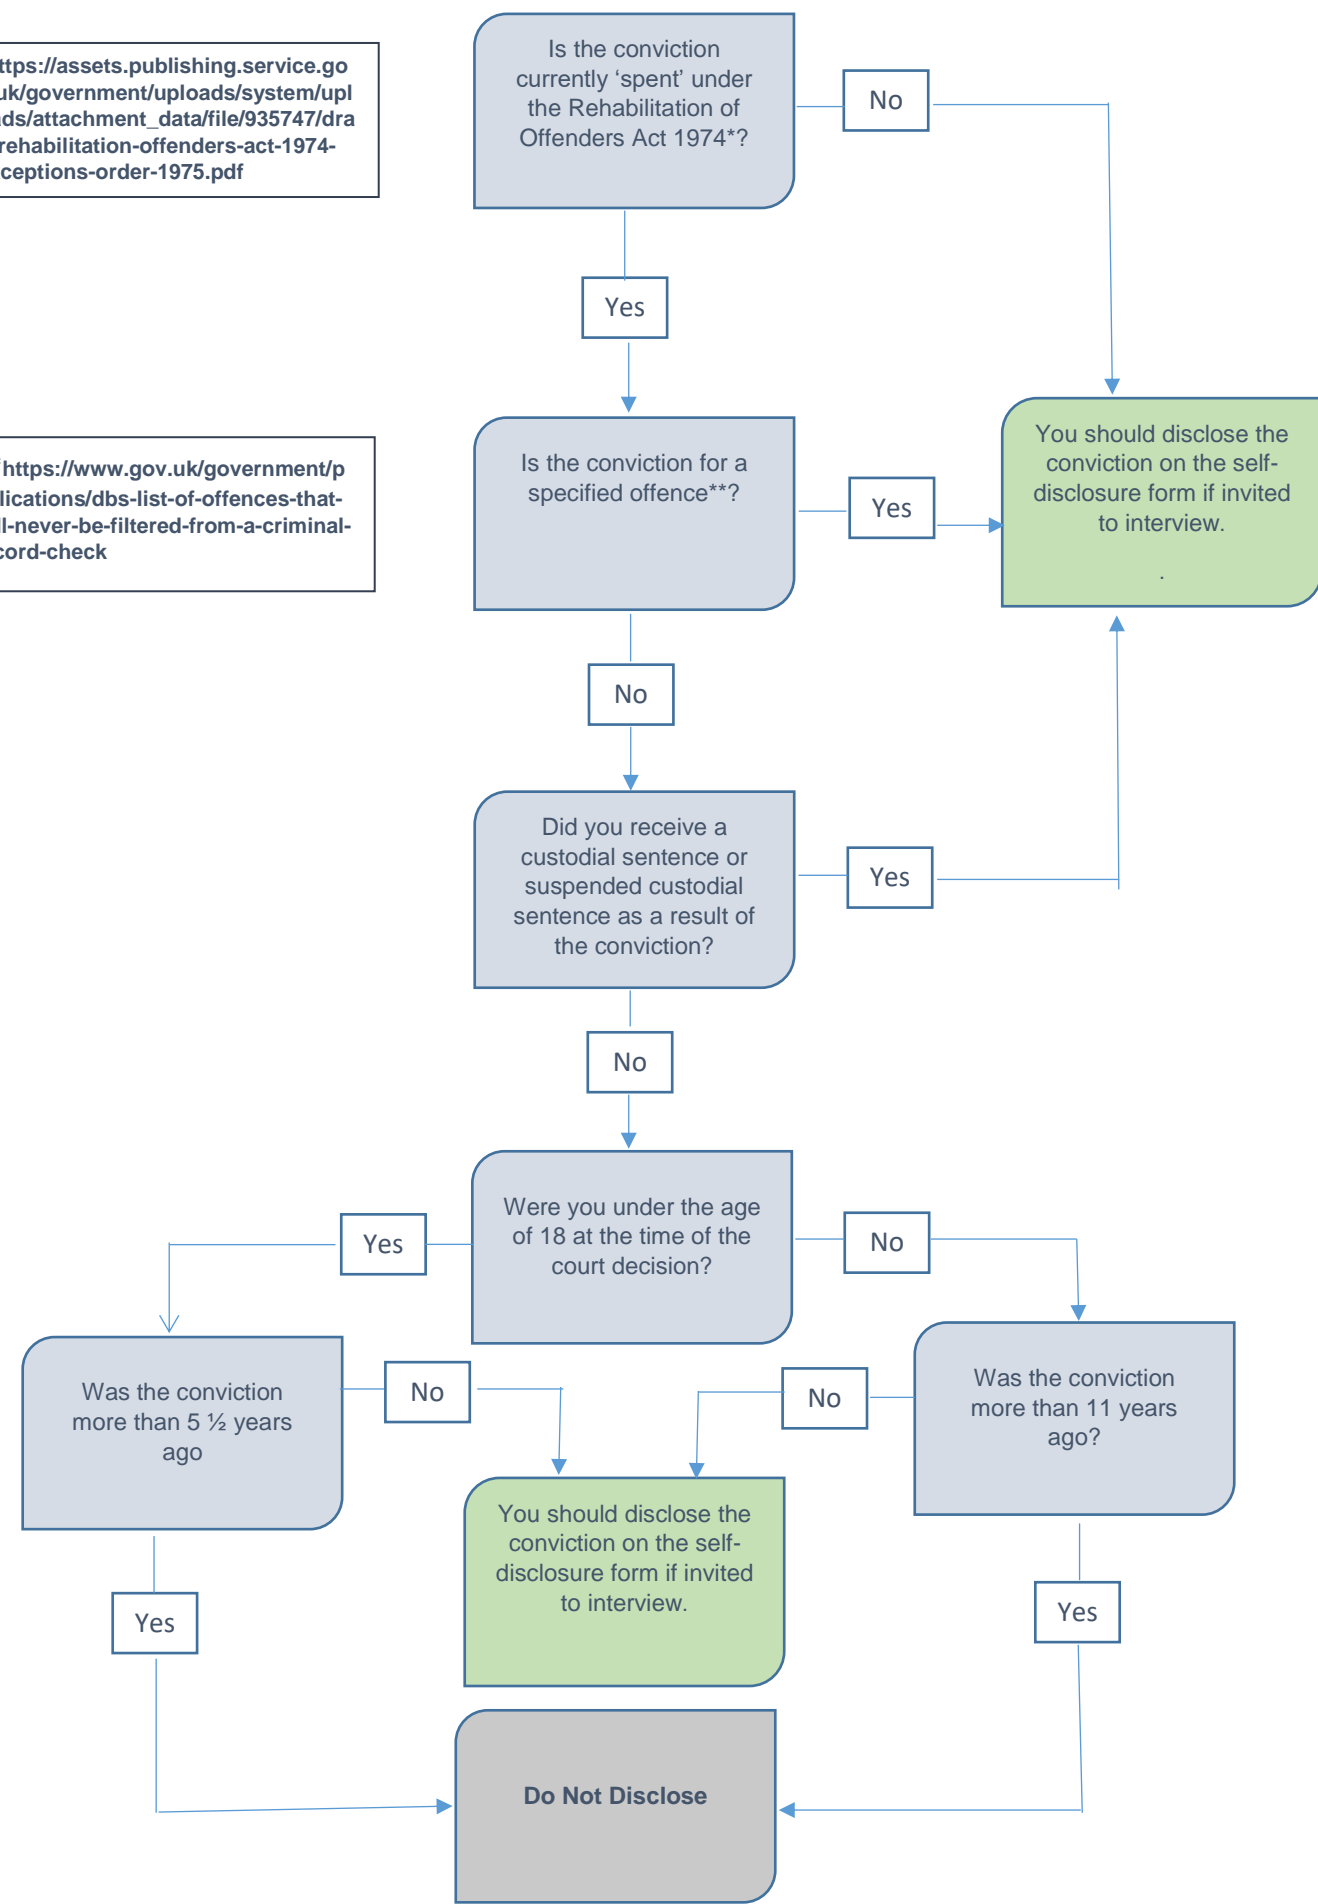 Is the conviction
currently ‘spent’ under
the Rehabilitation of
Offenders Act 1974*?
No
ttps://assets.publishing.service.go
uk/government/uploads/system/upl
ads/attachment_data/file/935747/dra
rehabilitation-offenders-act-1974-
ceptions-order-1975.pdf
Yes
Is the conviction for a
specified offence**?
Yes
You should disclose the
conviction on the self-
disclosure form if invited
to interview.
.
https://www.gov.uk/government/p
lications/dbs-list-of-offences-that-
ll-never-be-filtered-from-a-criminal-
cord-check
No
Did you receive a
custodial sentence or
suspended custodial
sentence as a result of
the conviction?
Yes
No
Were you under the age
of 18 at the time of the
court decision?
Yes
No
Was the conviction
more than 5 ½ years
ago
No
No
Was the conviction
more than 11 years
ago?
You should disclose the
conviction on the self-
disclosure form if invited
to interview.
Yes
Yes
Do Not Disclose